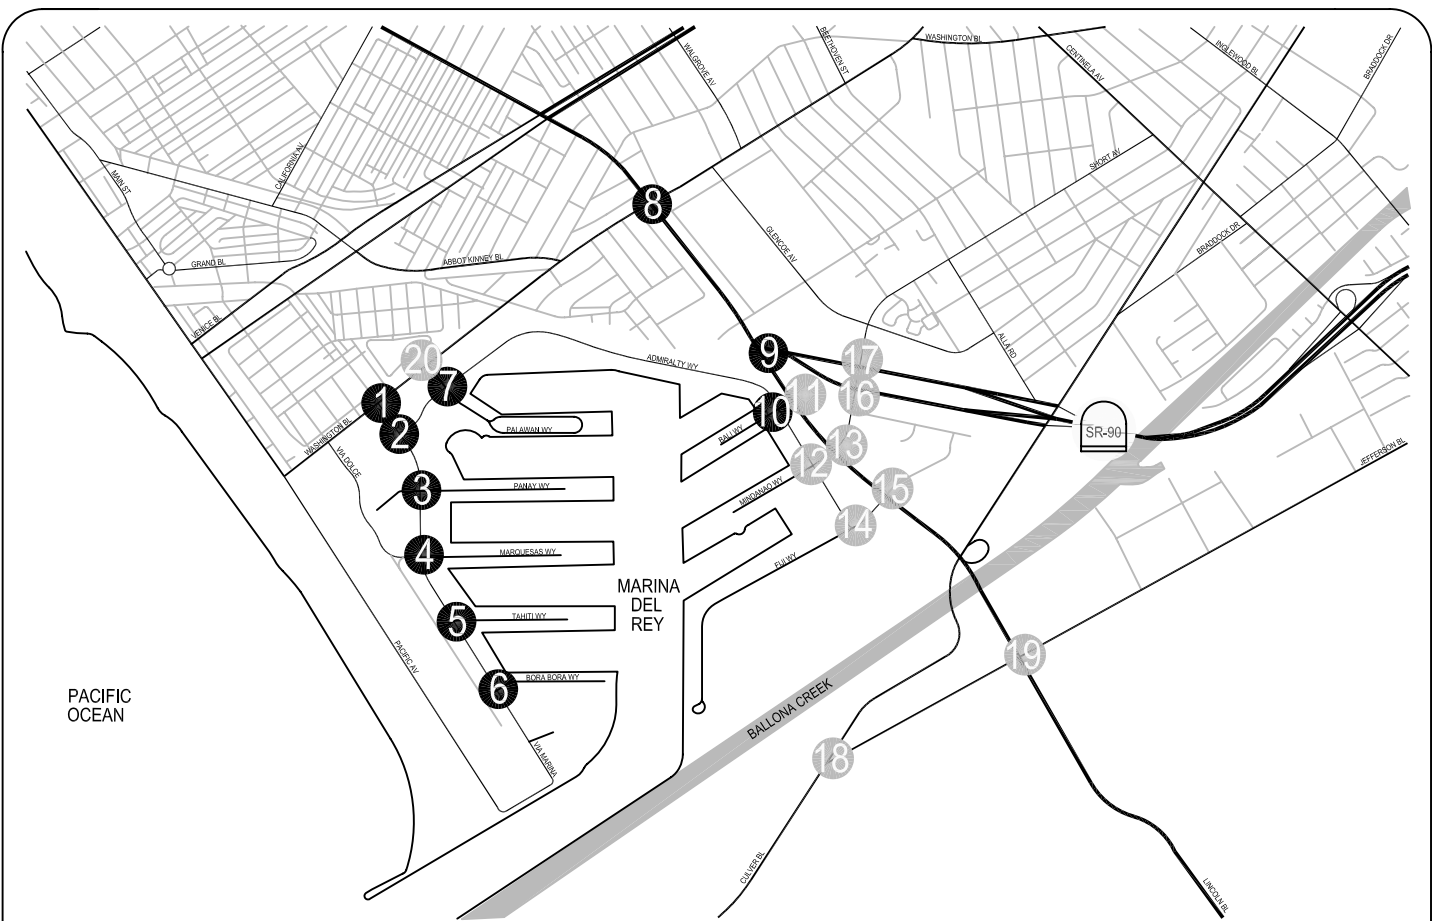 WASHINGTON BL
WALGROVE AV
BEETHOVEN ST
CENTINELA AV
INGLEWOOD BL
BRADDOCK DR
MAIN ST
CALIFORNIA AV
SHORT AV
8
GLENCOE AV
BRADDOCK DR
GRAND BL
ABBOT KINNEY BL
VENICE BL
ALLA RD
20
7
ADMIRALTY WY
9
17
1
11
16
10
2
PALAWAN WY
BALI WY
SR-90
WASHINGTON BL
13
JEFFERSON BL
VIA DOLCE
12
3
PANAY WY
MINDANAO WY
15
14
4
MARQUESAS WY
FIJI WY
MARINA
DEL
REY
5
TAHITI WY
PACIFIC AV
19
6
BORA BORA WY
PACIFIC
OCEAN
BALLONA CREEK
VIA MARINA
18
CULVER BL
LINCOLN BL